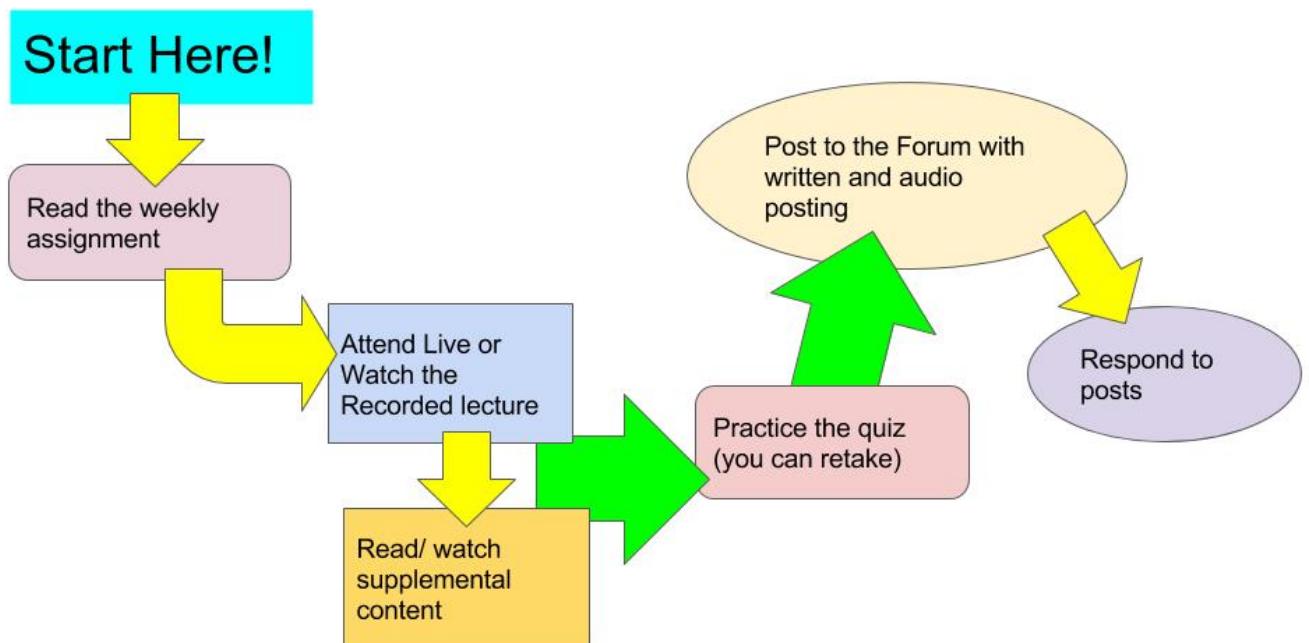 Start Here!
Read the weekly
assignment
Attend Live or
Watch the
Recorded lecture
Read/ watch
supplemental
content
Practice the quiz
(you can retake)
Post to the Forum with
written and audio
posting
Respond to
posts